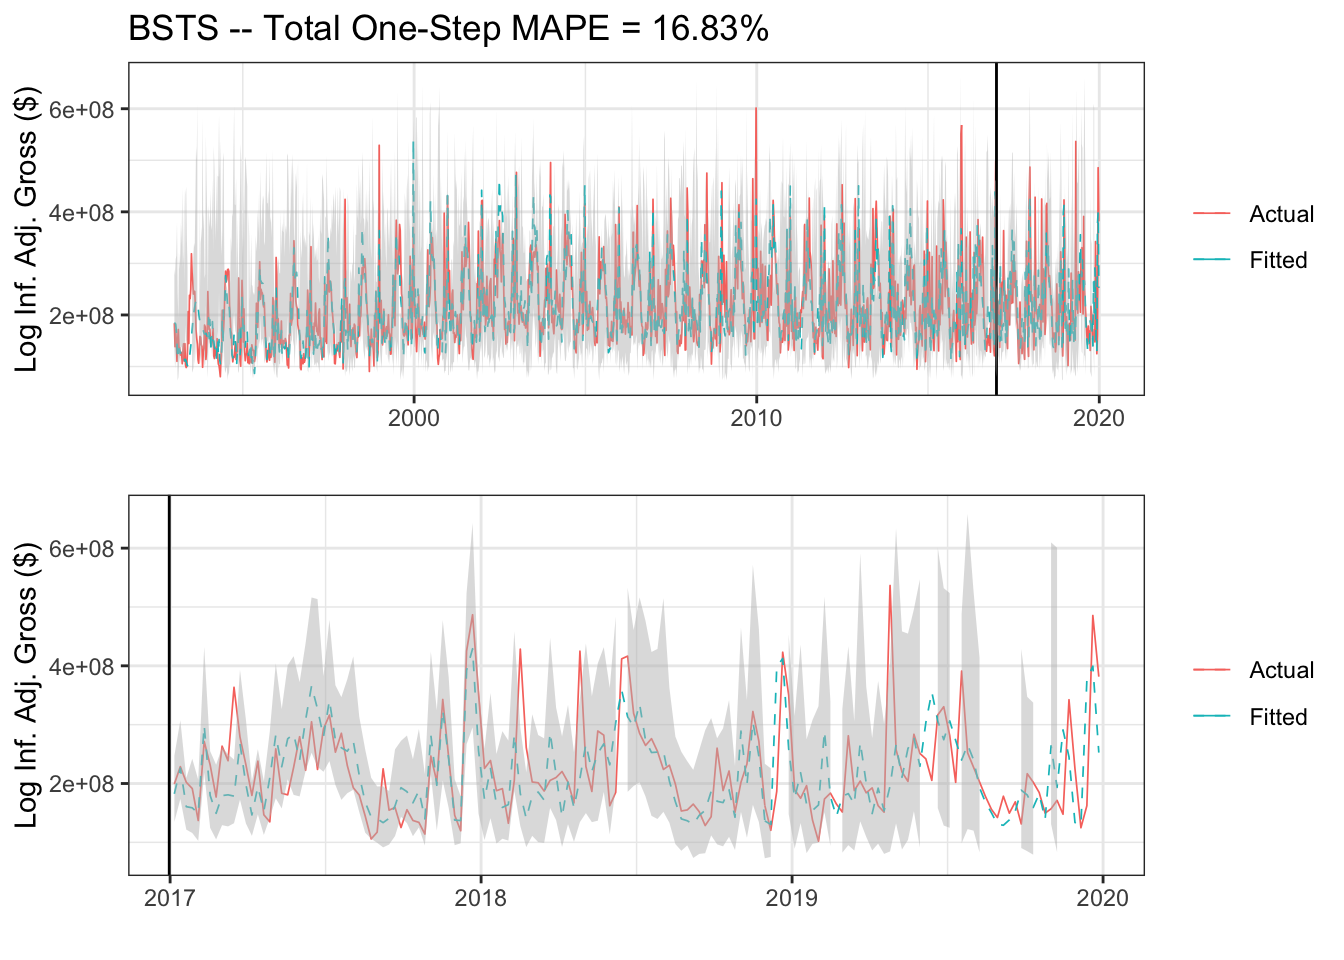 BSTS -- Total One-Step MAPE = 16.83%
Log Inf. Adj. Gross ($)
6e+08
4e+08
2e+08
2000
2010
2020
Actual
Fitted
Log Inf. Adj. Gross ($)
6e+08
4e+08
2e+08
2017
2018
2019
2020
Actual
Fitted